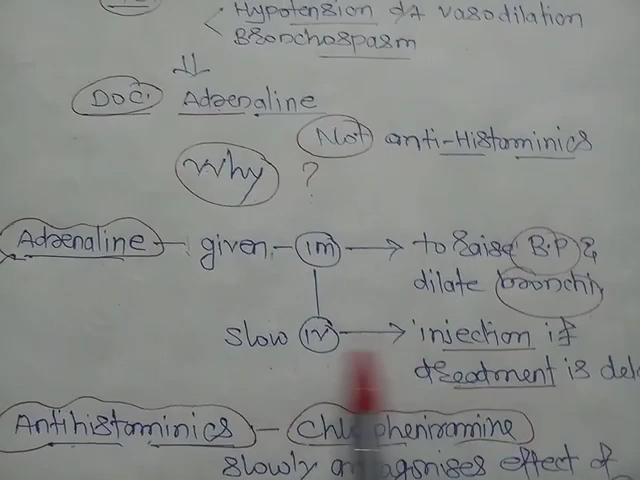 Hypotension d/t vasodilation
Bronchospasm
DOC. Adrenaline
Not anti-Histaminics
Why ?
Adrenaline - given - IM → to raise B.P &
dilate bronchi,
slow IV → injection if
treatment is del
Antihistaminics - Chlorpheniramine
slowly antagonises effect of